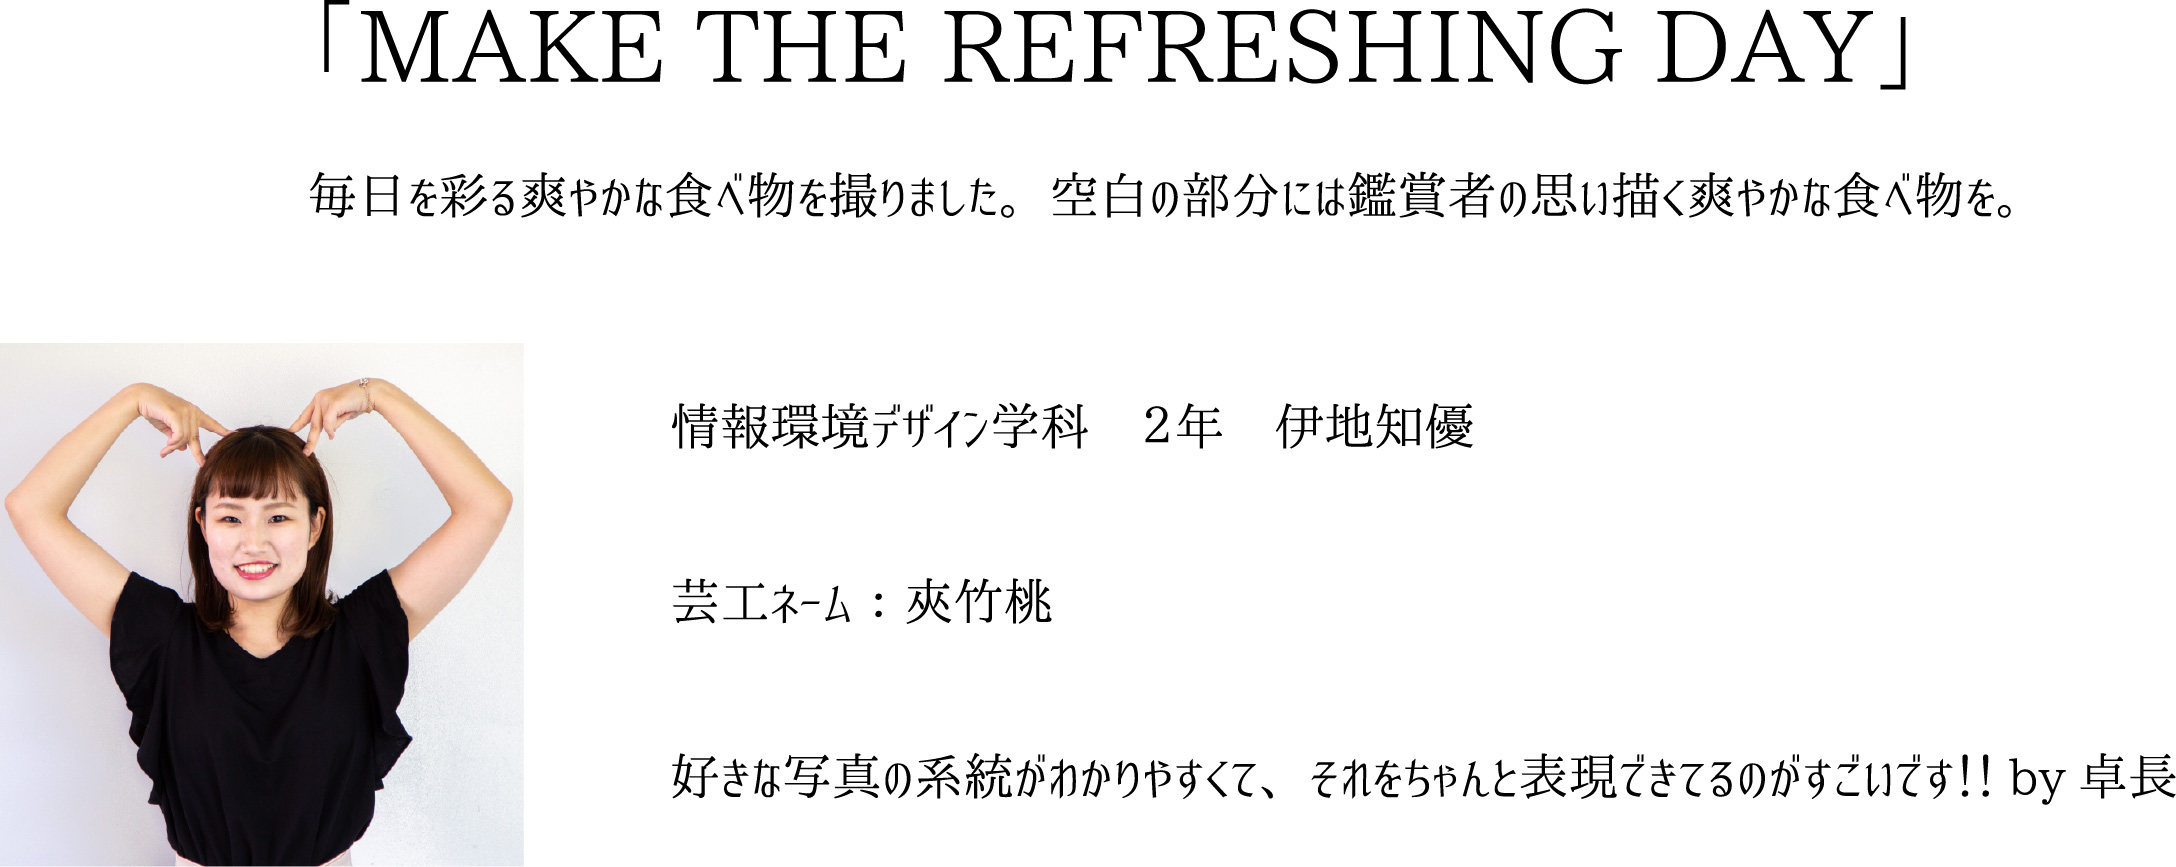 「MAKE THE REFRESHING DAY」
毎日を彩る爽やかな食べ物を撮りました。空白の部分には鑑賞者の思い描く爽やかな食べ物を。
情報環境デザイン学科　２年　伊地知優
芸工ネーム：夾竹桃
好きな写真の系統がわかりやすくて、それをちゃんと表現できてるのがすごいです!! by 卓長